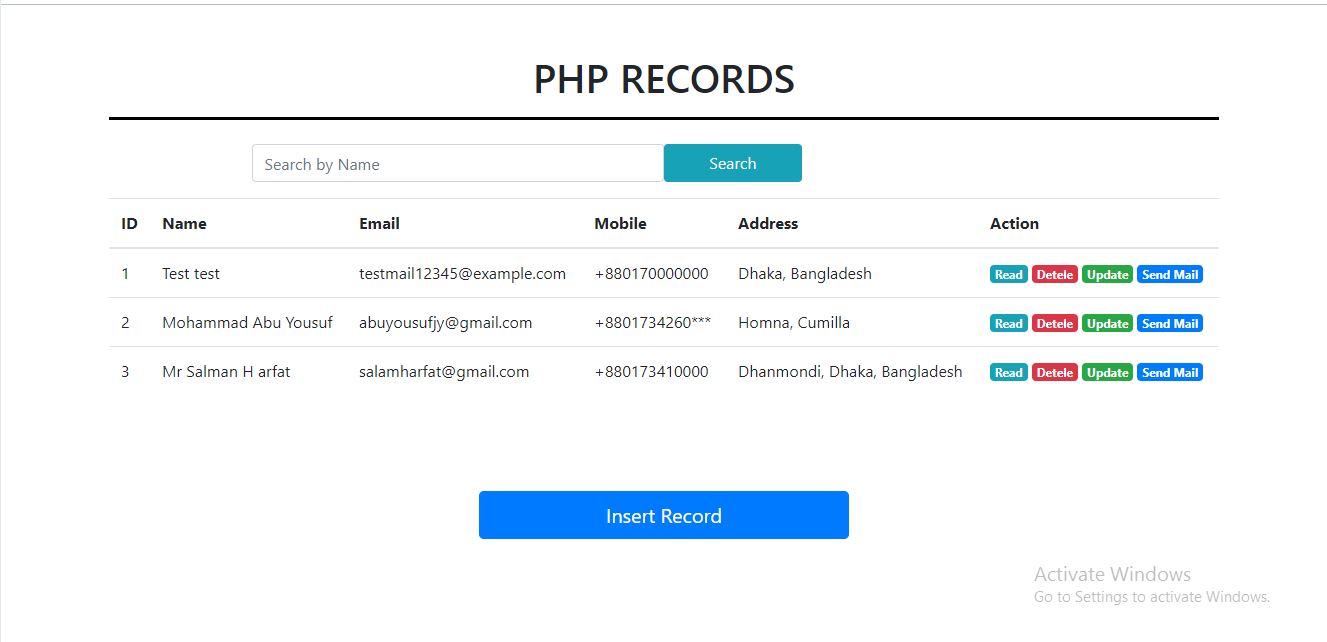 PHP RECORDS
Search by Name Search
ID Name Email Mobile Address Action
1 Test test testmail12345@example.com +880170000000 Dhaka, Bangladesh Read Detele Update Send Mail
2 Mohammad Abu Yousuf abuyousufjy@gmail.com +8801734260*** Homna, Cumilla Read Detele Update Send Mail
3 Mr Salman H arfat salamharfat@gmail.com +880173410000 Dhanmondi, Dhaka, Bangladesh Read Detele Update Send Mail
Insert Record
Activate Windows
Go to Settings to activate Windows.